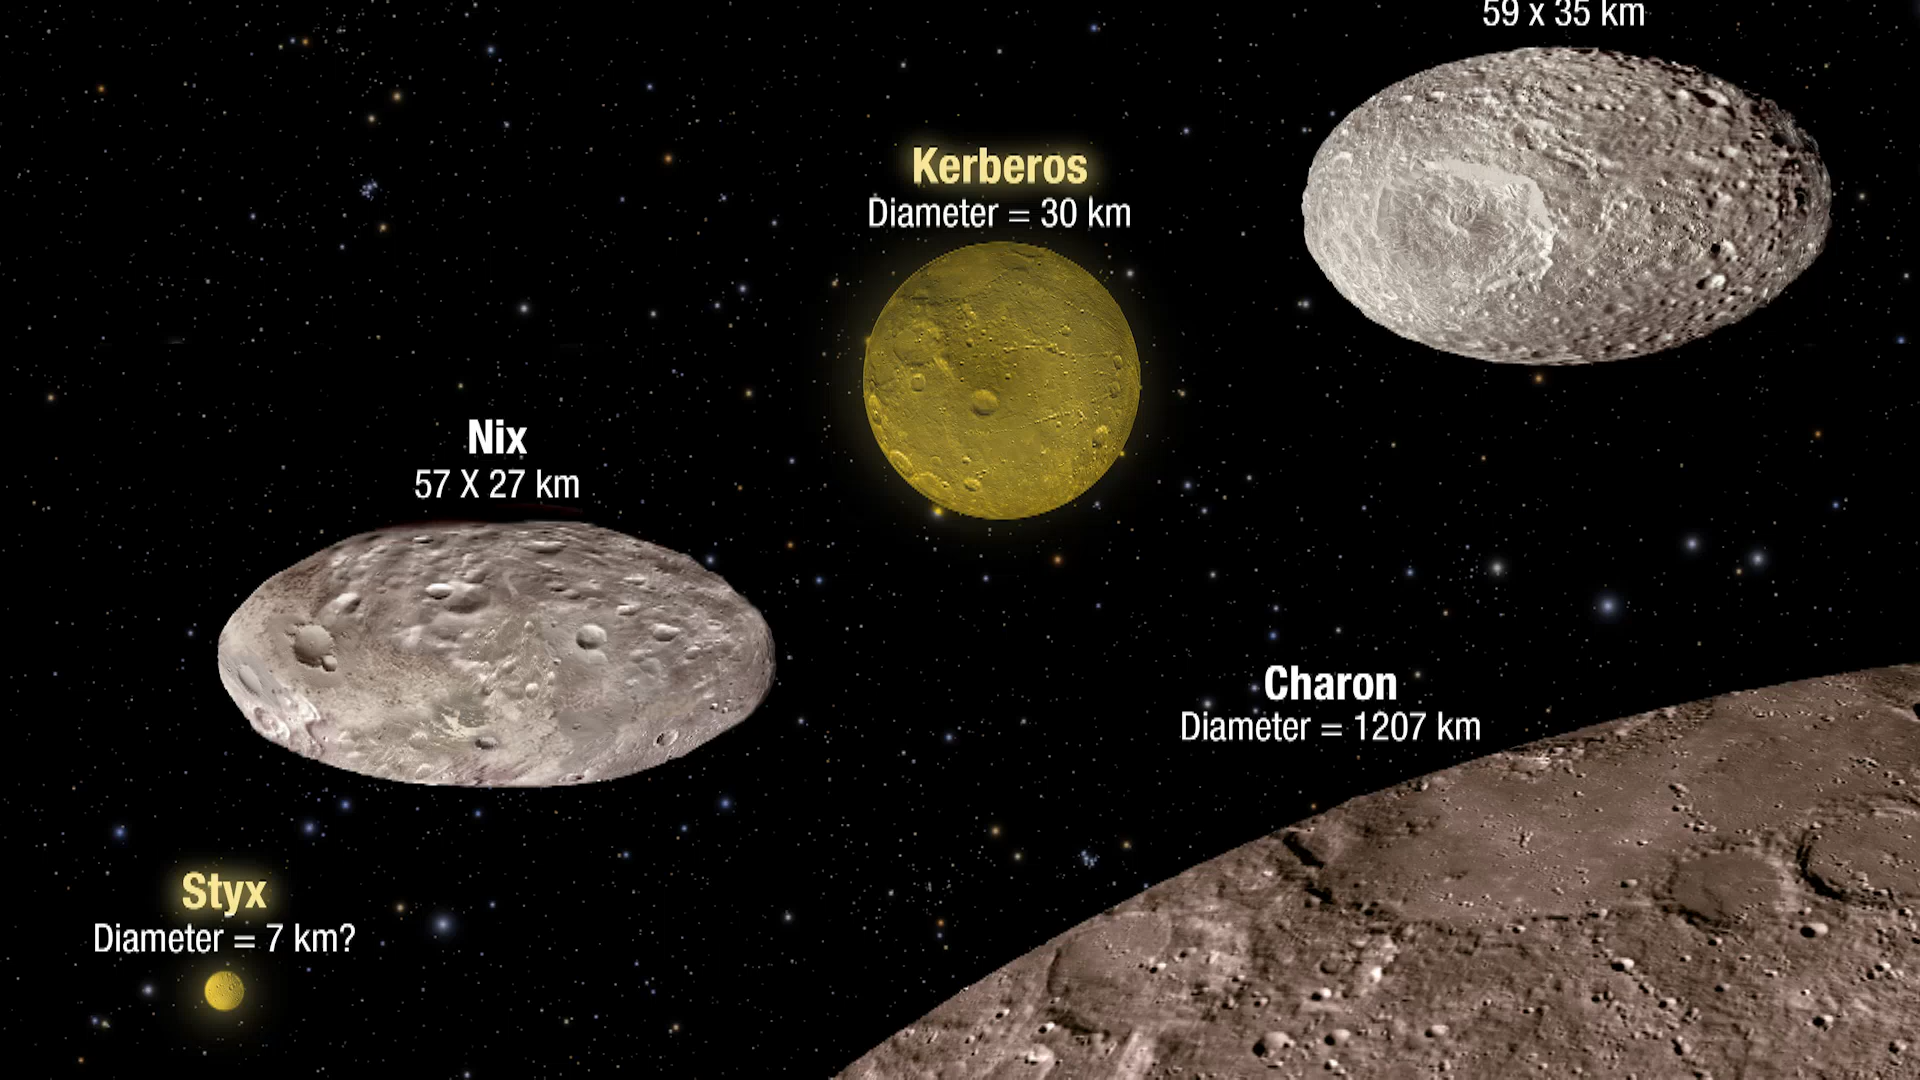 59 x 35 km
Kerberos
Diameter = 30 km
Nix
57 X 27 km
Charon
Diameter = 1207 km
Styx
Diameter = 7 km?